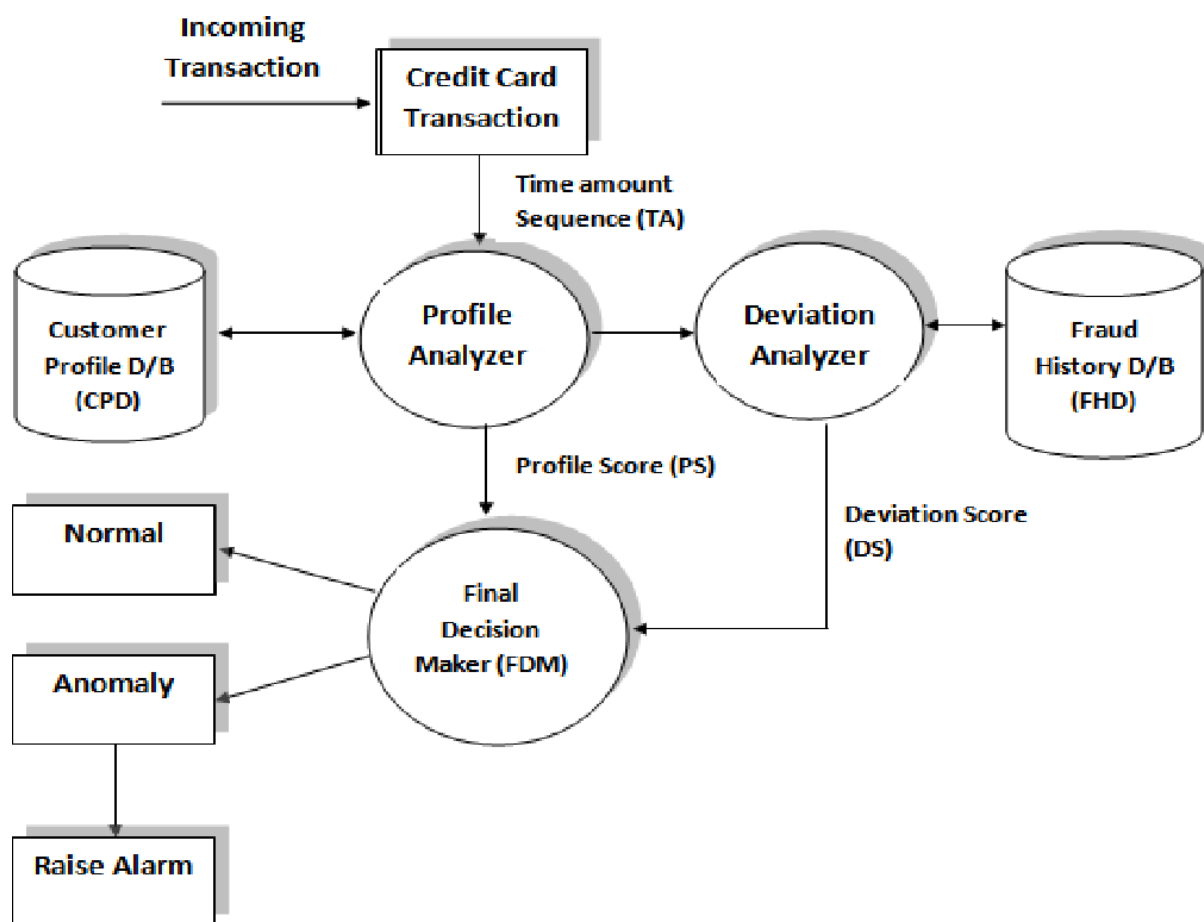 Incoming
Transaction
Credit Card
Transaction
Time amount
Sequence (TA)
Customer
Profile D/B
(CPD)
Profile
Analyzer
Deviation
Analyzer
Fraud
History D/B
(FHD)
Profile Score (PS)
Deviation Score
(DS)
Normal
Final
Decision
Maker (FDM)
Anomaly
Raise Alarm